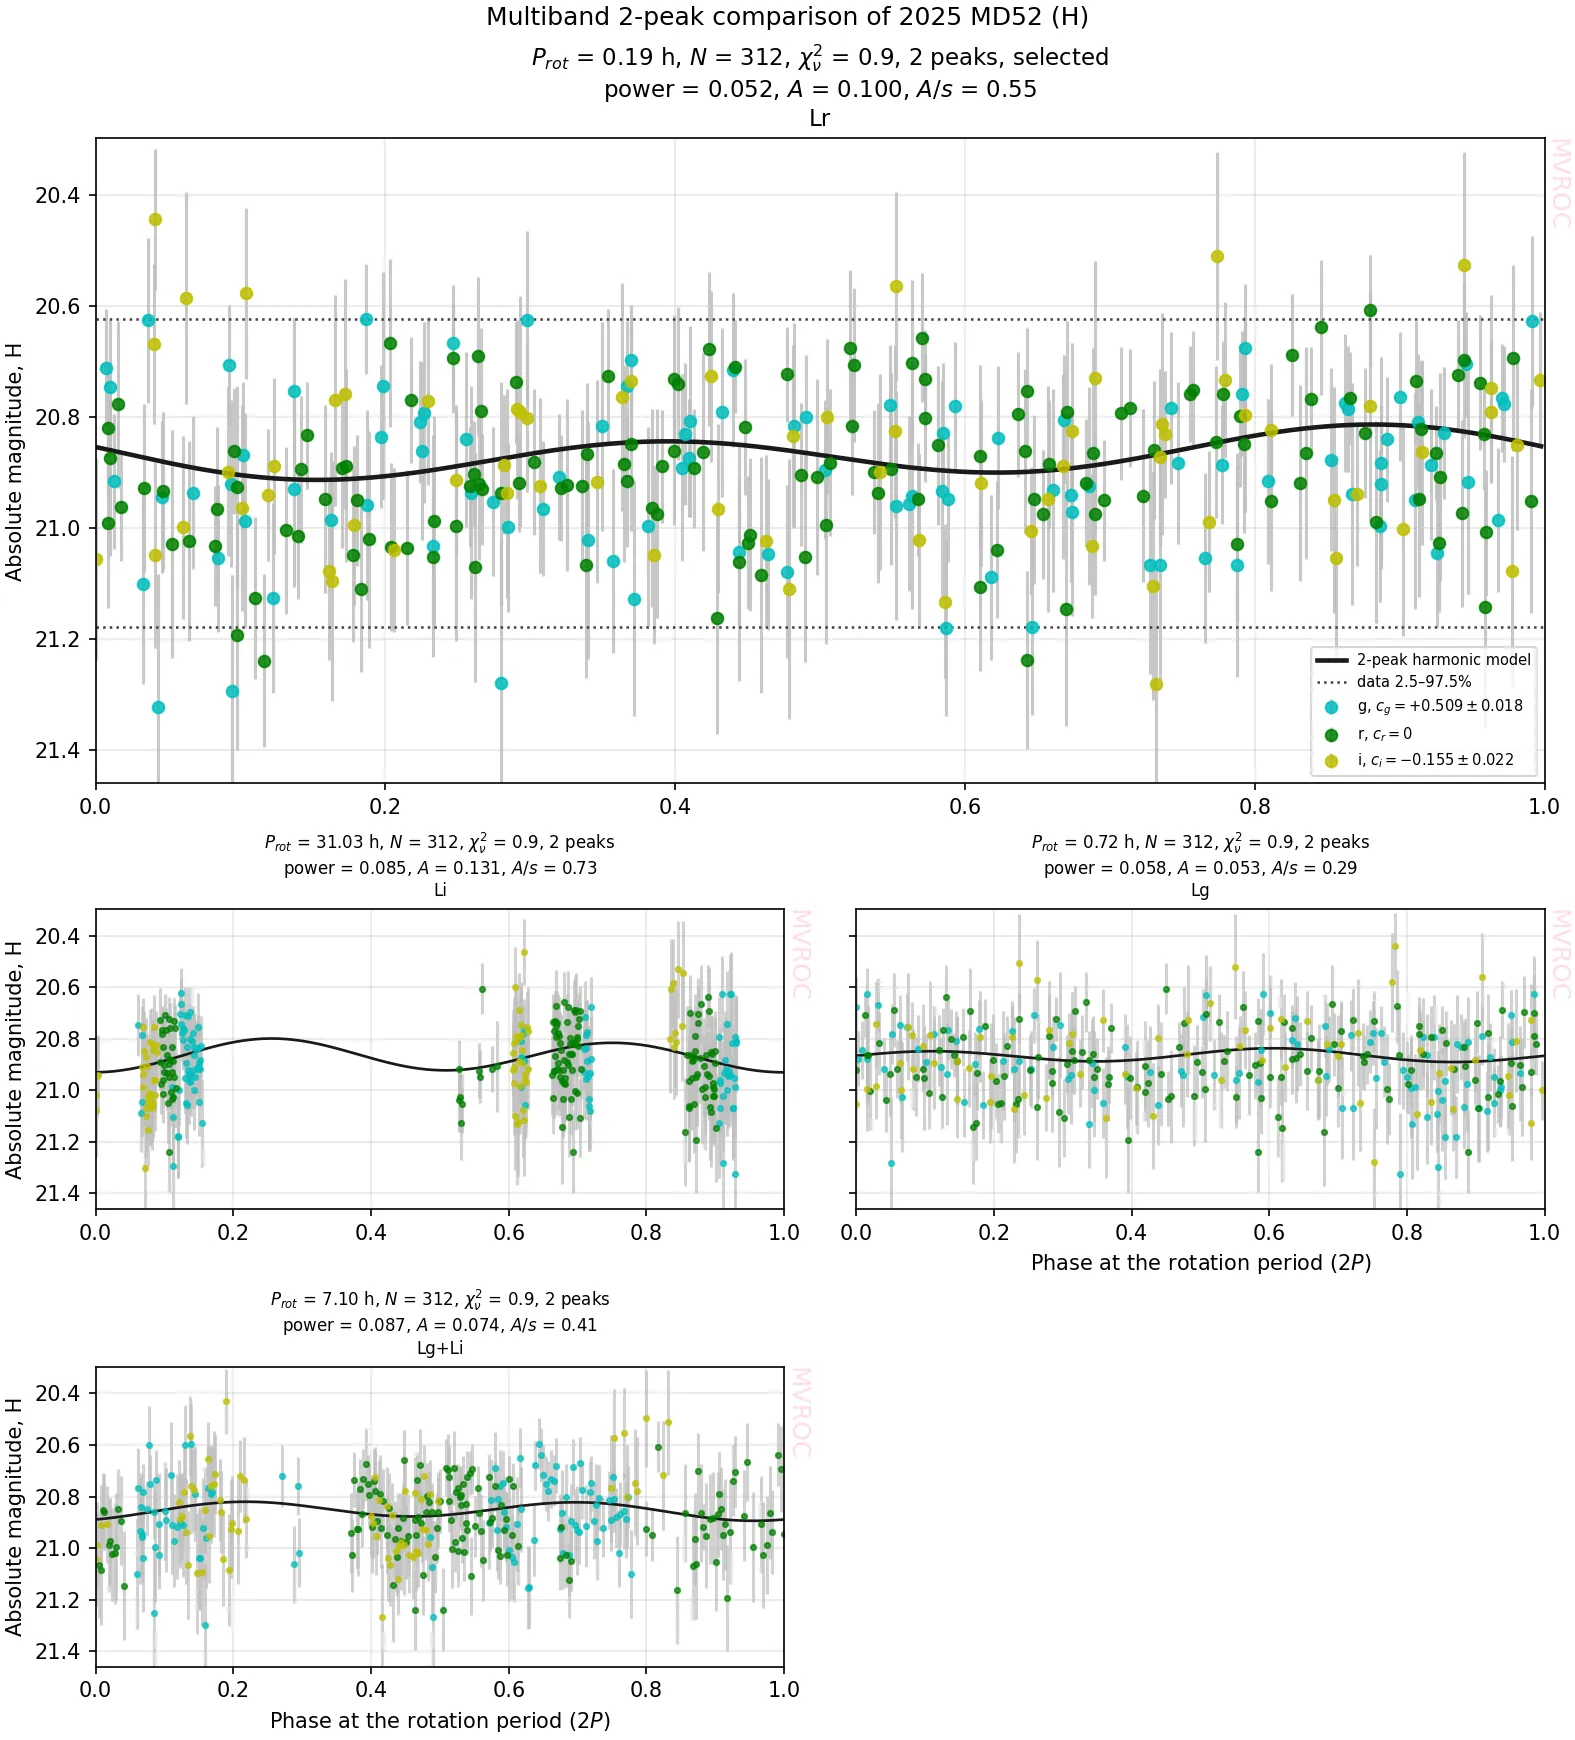 Multiband 2-peak comparison of 2025 MD52 (H)
P_rot = 0.19 h, N = 312, χ²_ν = 0.9, 2 peaks, selected
power = 0.052, A = 0.100, A/s = 0.55
Lr
MVROC
Absolute magnitude, H
20.4
20.6
20.8
21.0
21.2
21.4
2-peak harmonic model
data 2.5–97.5%
g, c_g = +0.509 ± 0.018
r, c_r = 0
i, c_i = −0.155 ± 0.022
0.0 0.2 0.4 0.6 0.8 1.0
P_rot = 31.03 h, N = 312, χ²_ν = 0.9, 2 peaks
power = 0.085, A = 0.131, A/s = 0.73
Li
MVROC
Absolute magnitude, H
20.4
20.6
20.8
21.0
21.2
21.4
0.0 0.2 0.4 0.6 0.8 1.0
P_rot = 0.72 h, N = 312, χ²_ν = 0.9, 2 peaks
power = 0.058, A = 0.053, A/s = 0.29
Lg
MVROC
0.0 0.2 0.4 0.6 0.8 1.0
Phase at the rotation period (2P)
P_rot = 7.10 h, N = 312, χ²_ν = 0.9, 2 peaks
power = 0.087, A = 0.074, A/s = 0.41
Lg+Li
MVROC
Absolute magnitude, H
20.4
20.6
20.8
21.0
21.2
21.4
0.0 0.2 0.4 0.6 0.8 1.0
Phase at the rotation period (2P)